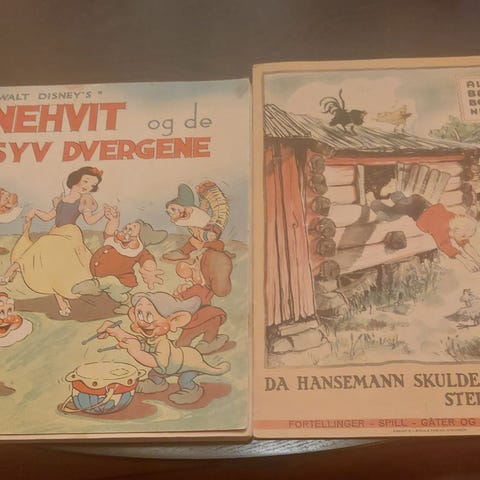 WALT DISNEY'S
NEHVIT og de
SYV DVERGENE
DA HANSEMANN SKULDE
STE
FORTELLINGER - SPILL - GÅTER OG